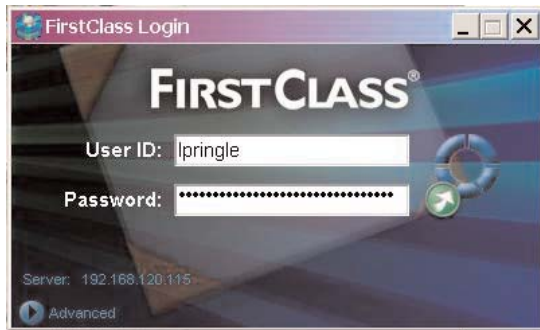 FirstClass Login
FIRSTCLASS®
User ID: lpringle
Password: ••••••••••••••••••••••••••••••••
Server: 192.168.120.115
Advanced